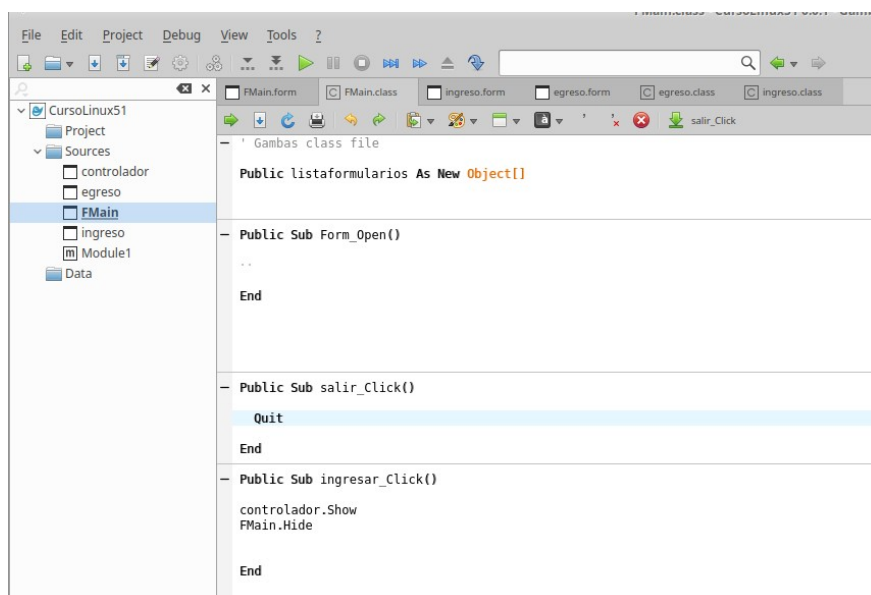 File Edit Project Debug View Tools ?
FMain.form FMain.class ingreso.form egreso.form egreso.class ingreso.class
salir_Click
CursoLinux51
Project
Sources
controlador
egreso
FMain
ingreso
Module1
Data
' Gambas class file
Public listaformularios As New Object[]
Public Sub Form_Open()
..
End
Public Sub salir_Click()
Quit
End
Public Sub ingresar_Click()
controlador.Show
FMain.Hide
End